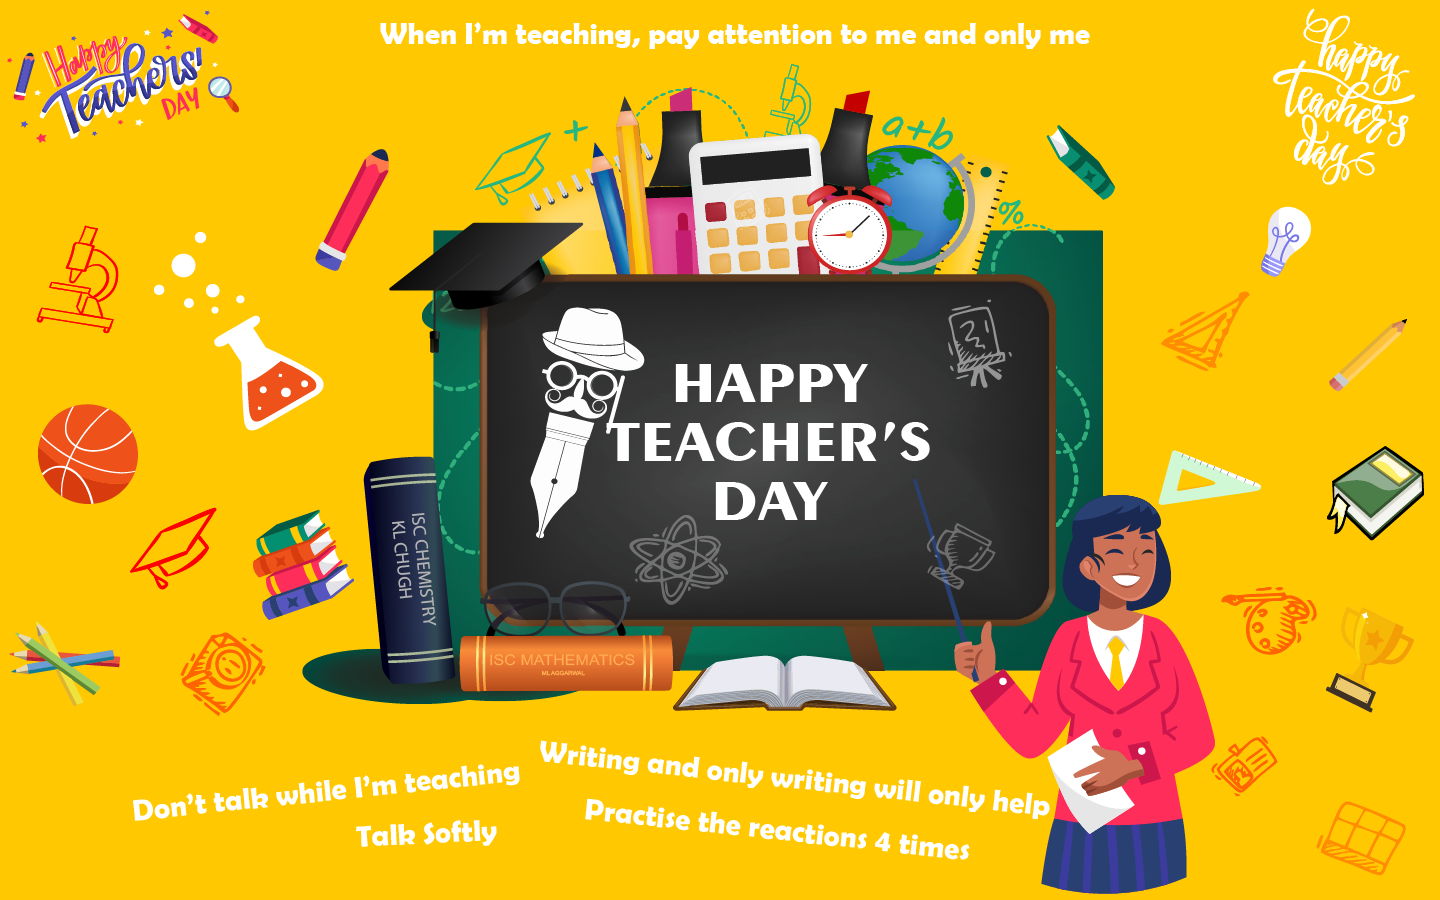 When I'm teaching, pay attention to me and only me
Happy
Teachers'
DAY
happy
teacher's
day
a+b
%
HAPPY
TEACHER'S
DAY
21
ISC CHEMISTRY
KL CHUGH
ISC MATHEMATICS
ML AGGARWAL
Don't talk while I'm teaching
Talk Softly
Writing and only writing will only help
Practise the reactions 4 times